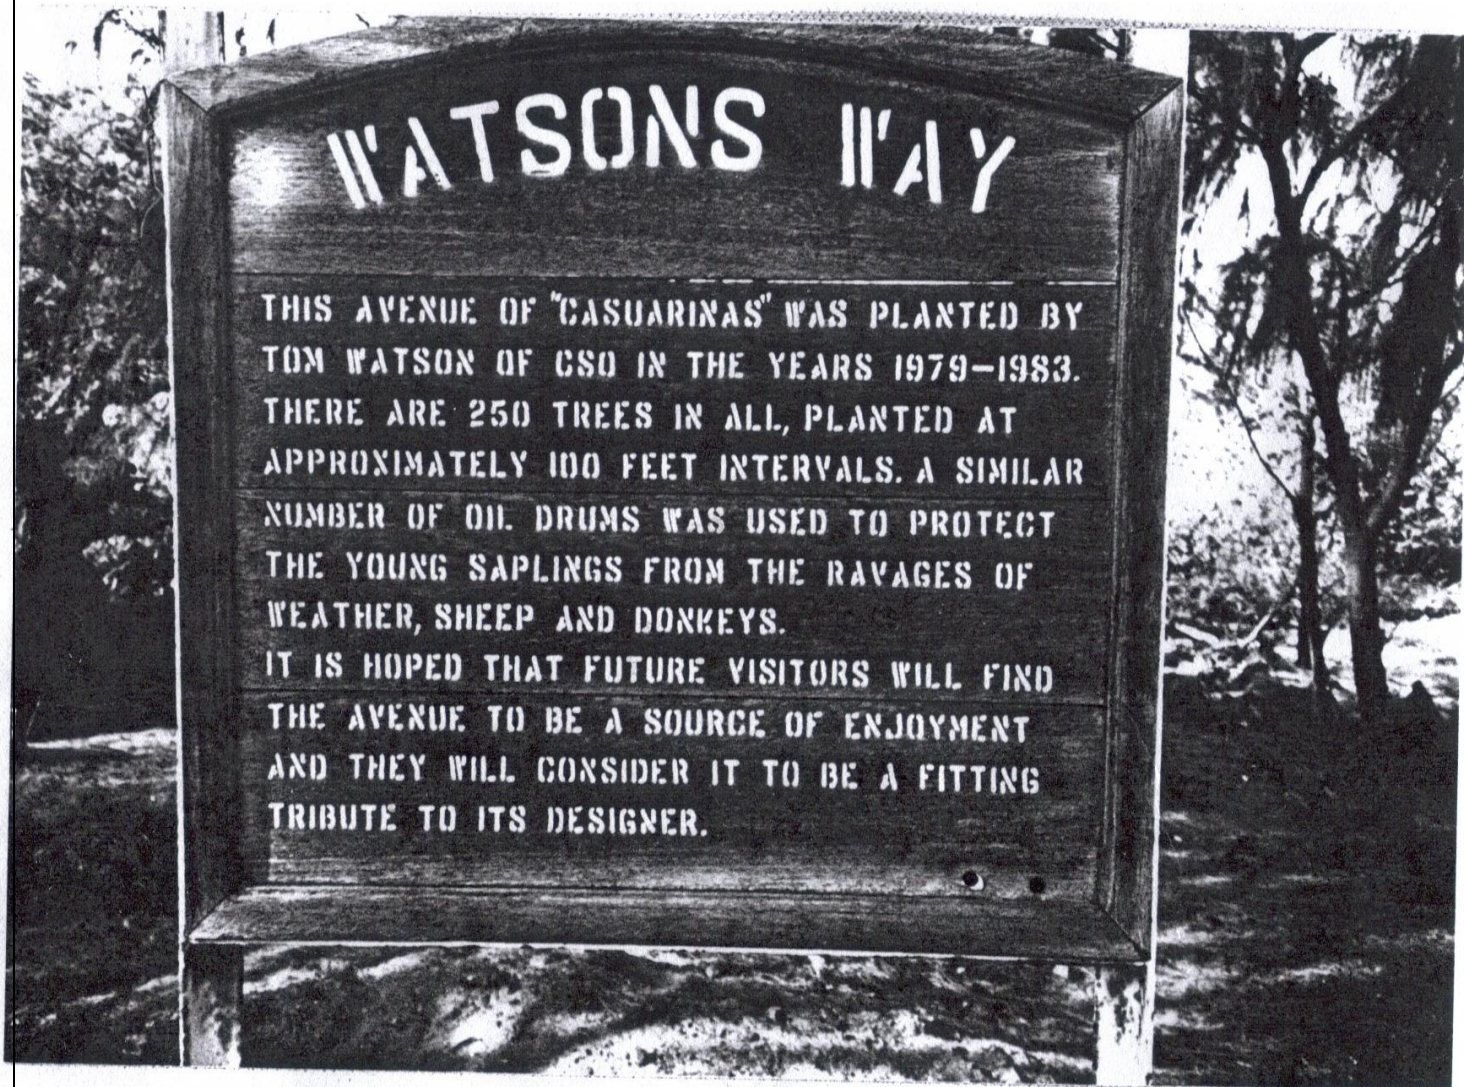 WATSONS WAY
THIS AVENUE OF "CASUARINAS" WAS PLANTED BY
TOM WATSON OF CSO IN THE YEARS 1979-1983.
THERE ARE 250 TREES IN ALL, PLANTED AT
APPROXIMATELY 100 FEET INTERVALS. A SIMILAR
NUMBER OF OIL DRUMS WAS USED TO PROTECT
THE YOUNG SAPLINGS FROM THE RAVAGES OF
WEATHER, SHEEP AND DONKEYS.
IT IS HOPED THAT FUTURE VISITORS WILL FIND
THE AVENUE TO BE A SOURCE OF ENJOYMENT
AND THEY WILL CONSIDER IT TO BE A FITTING
TRIBUTE TO ITS DESIGNER.